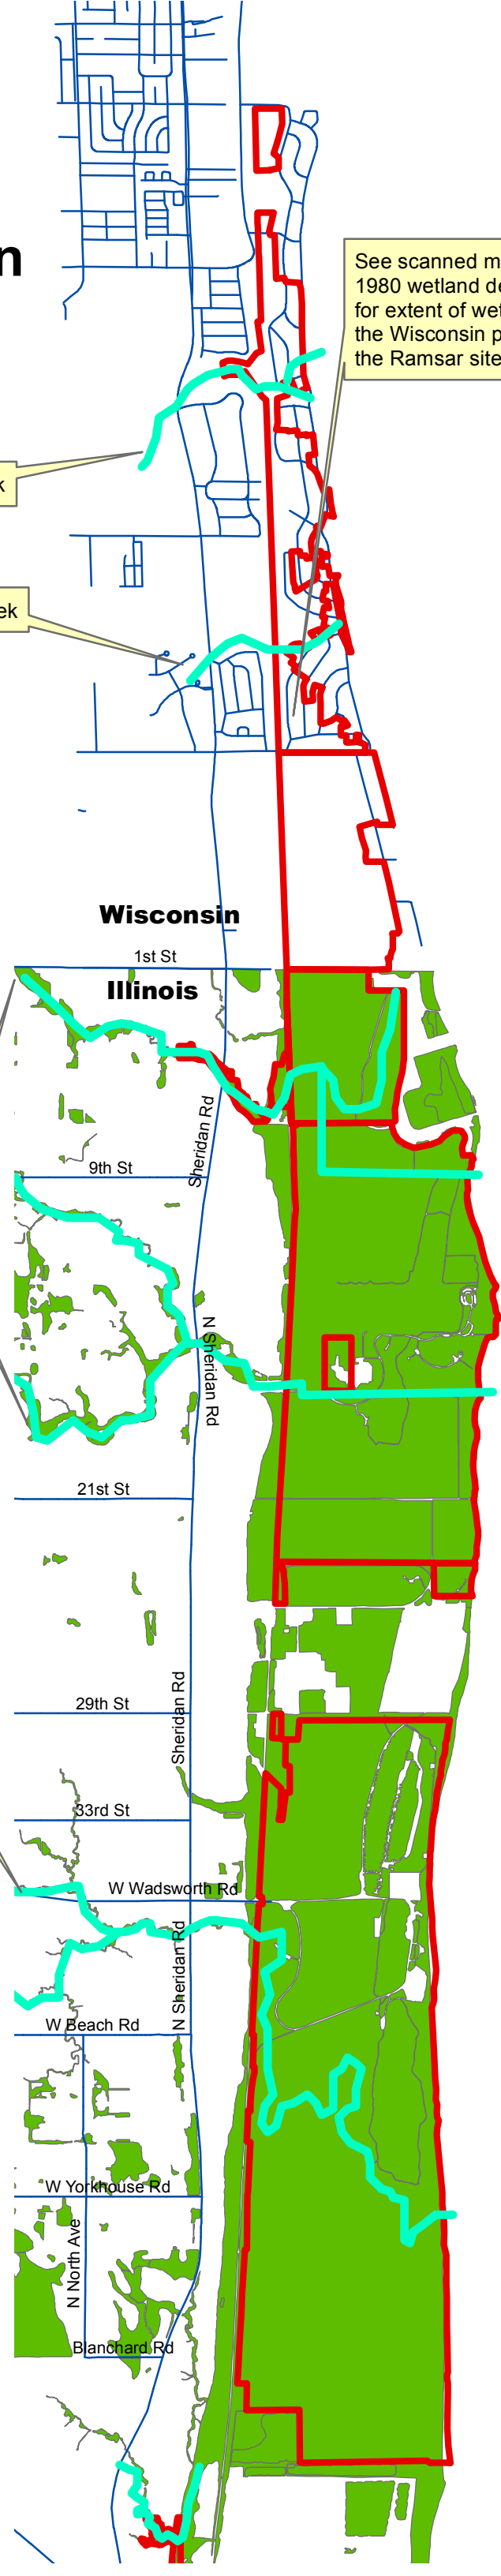 n
See scanned m
1980 wetland de
for extent of wet
the Wisconsin p
the Ramsar site
k
ek
Wisconsin
1st St
Illinois
Sheridan Rd
9th St
N Sheridan Rd
21st St
29th St
Sheridan Rd
33rd St
W Wadsworth Rd
N Sheridan Rd
W Beach Rd
W Yorkhouse Rd
N North Ave
Blanchard Rd